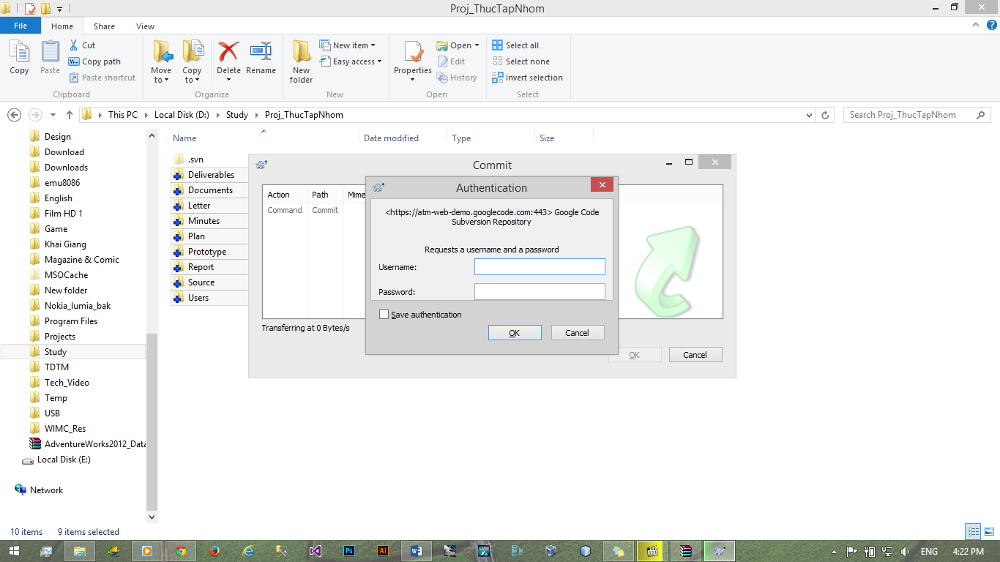 Proj_ThucTapNhom
File Home Share View
Copy
Paste
Cut
Copy path
Paste shortcut
Clipboard
Move to
Copy to
Delete
Rename
Organize
New folder
New item
Easy access
New
Properties
Open
Edit
History
Open
Select all
Select none
Invert selection
Select
This PC Local Disk (D:) Study Proj_ThucTapNhom
Search Proj_ThucTapNhom
Design
Download
Downloads
emu8086
English
Film HD 1
Game
Khai Giang
Magazine & Comic
MSOCache
New folder
Nokia_lumia_bak
Program Files
Projects
Study
TDTM
Tech_Video
Temp
USB
WIMC_Res
AdventureWorks2012_Data
Local Disk (E:)
Network
Name Date modified Type Size
.svn
Deliverables
Documents
Letter
Minutes
Plan
Prototype
Report
Source
Users
Commit
Action Path Mime
Command Commit
Transferring at 0 Bytes/s
OK Cancel
Authentication
<https://atm-web-demo.googlecode.com:443> Google Code
Subversion Repository
Requests a username and a password
Username:
Password:
Save authentication
OK Cancel
10 items 9 items selected
ENG 4:22 PM